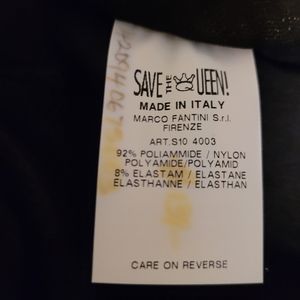 SAVE THE QUEEN!
MADE IN ITALY
MARCO FANTINI S.r.l.
FIRENZE
ART.S10 4003
92% POLIAMMIDE / NYLON
POLYAMIDE/POLYAMID
8% ELASTAM / ELASTANE
ELASTHANNE / ELASTHAN
CARE ON REVERSE